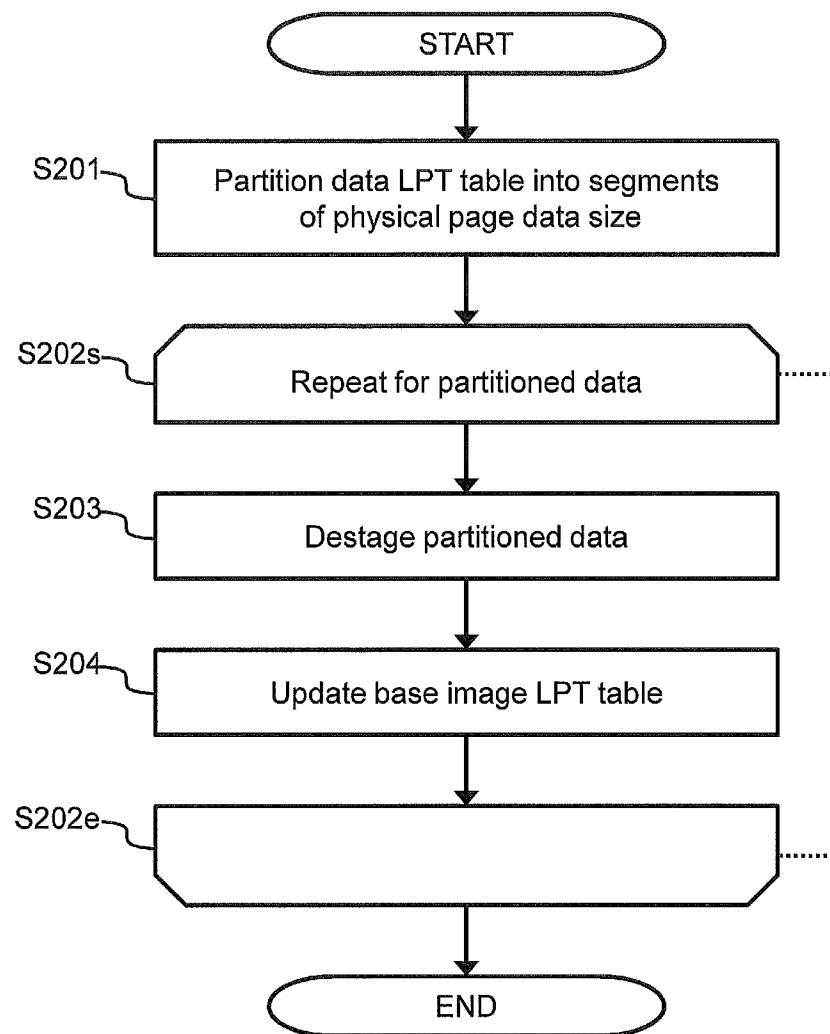 START
S201
Partition data LPT table into segments
of physical page data size
S202s
Repeat for partitioned data
S203
Destage partitioned data
S204
Update base image LPT table
S202e
END